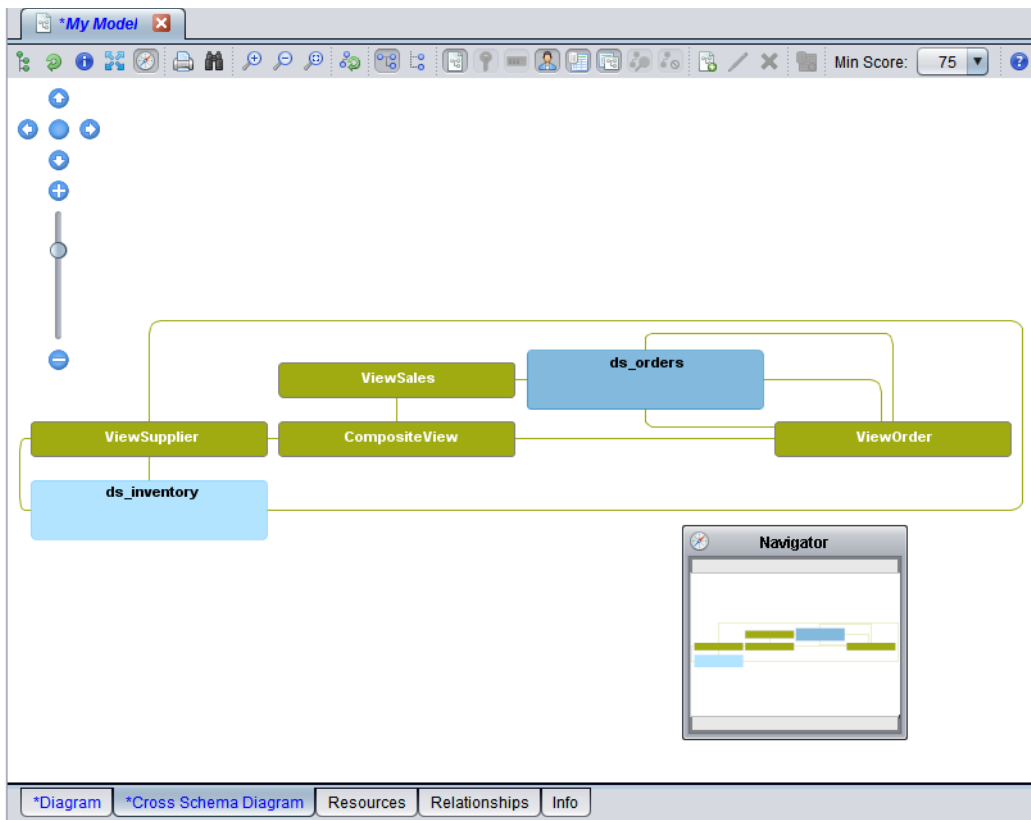 *My Model
Min Score: 75
ds_orders
ViewSales
ViewSupplier
CompositeView
ViewOrder
ds_inventory
Navigator
*Diagram
*Cross Schema Diagram
Resources
Relationships
Info